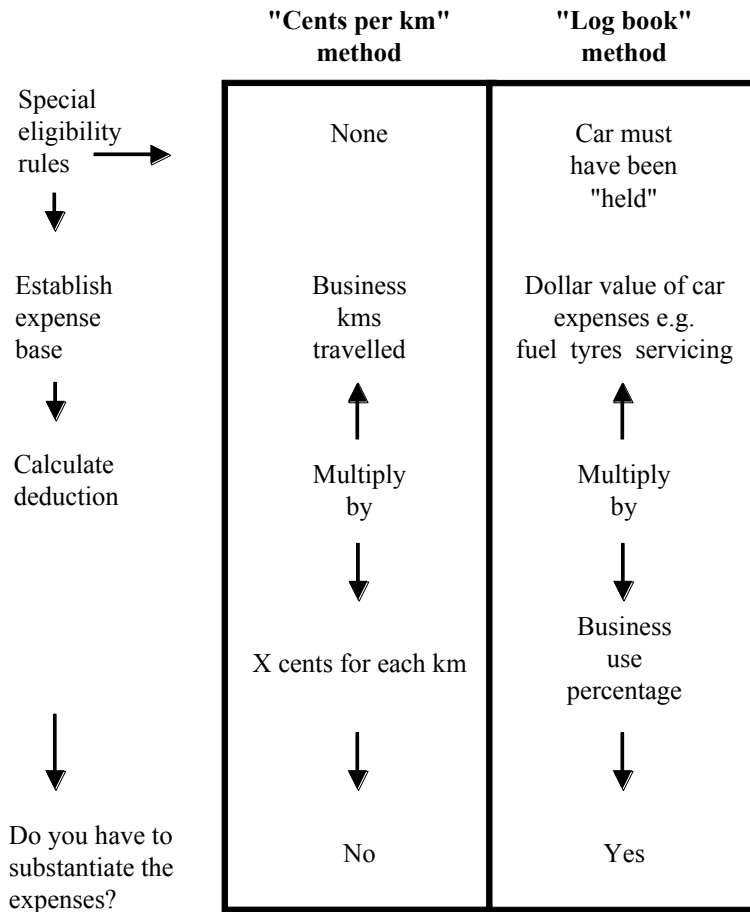 "Cents per km"
method
"Log book"
method
Special
eligibility
rules
None
Car must
have been
"held"
Establish
expense
base
Business
kms
travelled
Dollar value of car
expenses e.g.
fuel tyres servicing
Calculate
deduction
Multiply
by
Multiply
by
X cents for each km
Business
use
percentage
Do you have to
substantiate the
expenses?
No
Yes